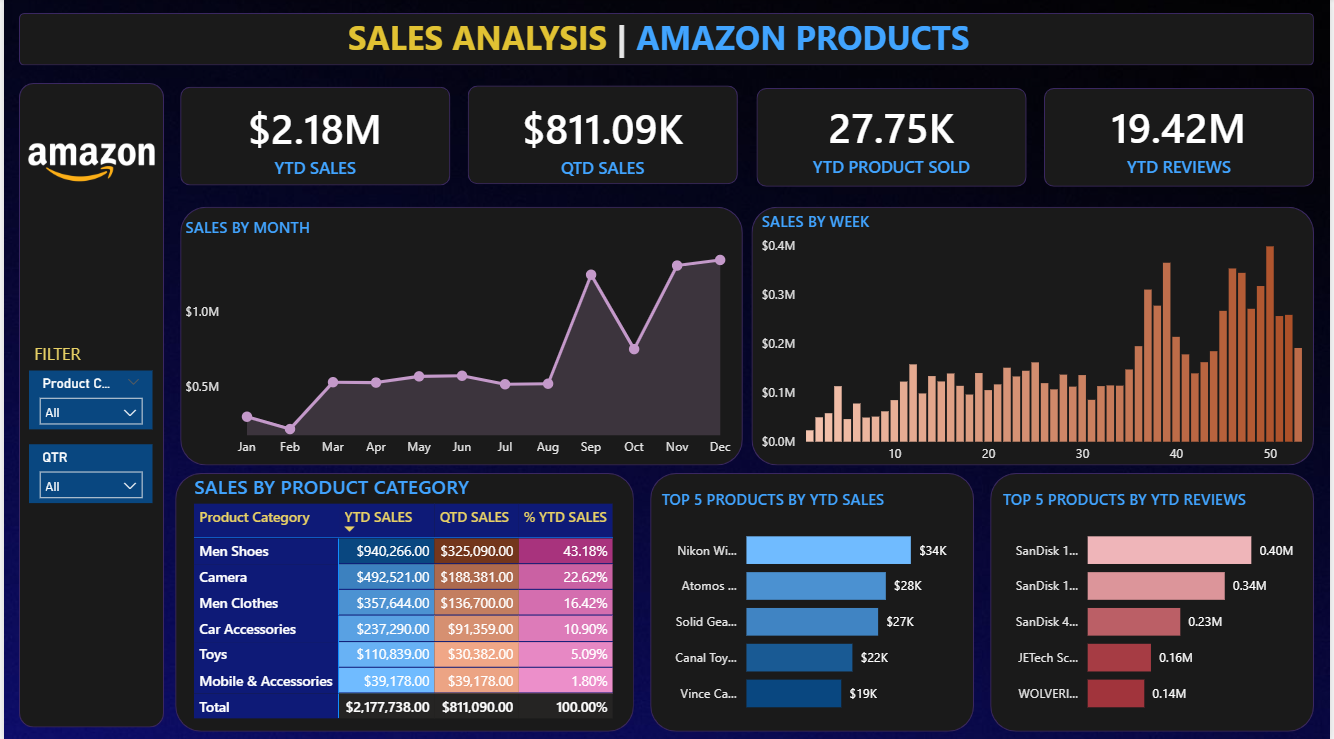 SALES ANALYSIS | AMAZON PRODUCTS
amazon
$2.18M
YTD SALES
$811.09K
QTD SALES
27.75K
YTD PRODUCT SOLD
19.42M
YTD REVIEWS
FILTER
Product C...
All
QTR
All
SALES BY MONTH
$1.0M
$0.5M
Jan Feb Mar Apr May Jun Jul Aug Sep Oct Nov Dec
SALES BY WEEK
$0.4M
$0.3M
$0.2M
$0.1M
$0.0M
10 20 30 40 50
SALES BY PRODUCT CATEGORY
Product Category YTD SALES QTD SALES % YTD SALES
Men Shoes $940,266.00 $325,090.00 43.18%
Camera $492,521.00 $188,381.00 22.62%
Men Clothes $357,644.00 $136,700.00 16.42%
Car Accessories $237,290.00 $91,359.00 10.90%
Toys $110,839.00 $30,382.00 5.09%
Mobile & Accessories $39,178.00 $39,178.00 1.80%
Total $2,177,738.00 $811,090.00 100.00%
TOP 5 PRODUCTS BY YTD SALES
Nikon Wi... $34K
Atomos ... $28K
Solid Gea... $27K
Canal Toy... $22K
Vince Ca... $19K
TOP 5 PRODUCTS BY YTD REVIEWS
SanDisk 1... 0.40M
SanDisk 1... 0.34M
SanDisk 4... 0.23M
JETech Sc... 0.16M
WOLVERI... 0.14M